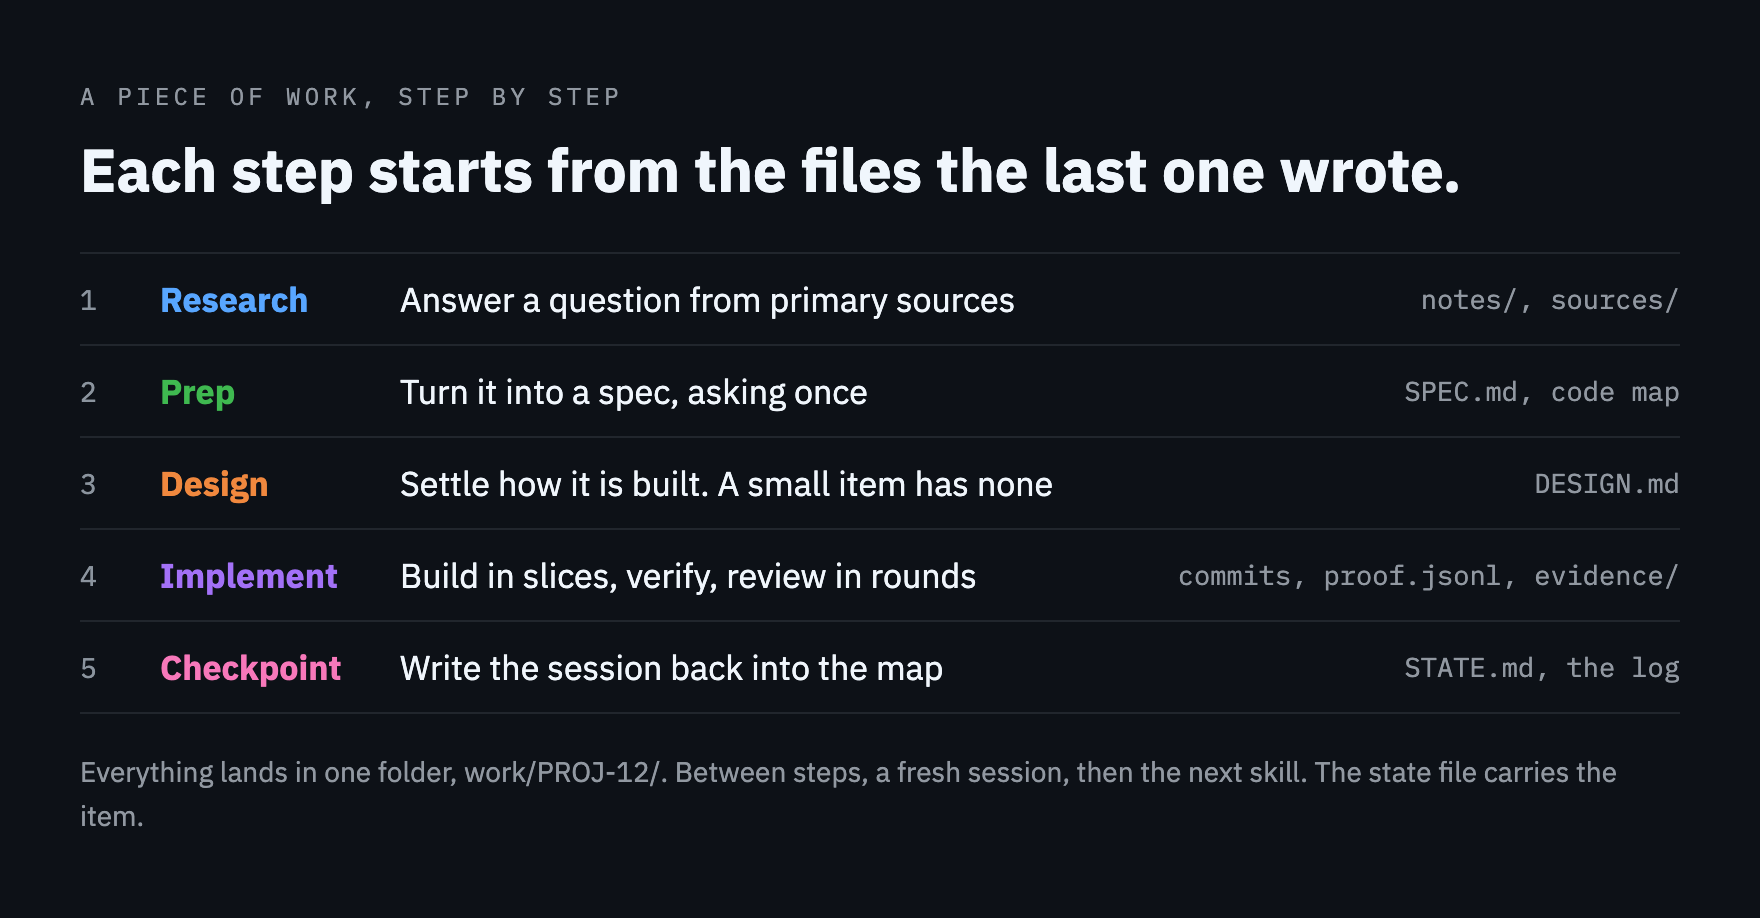 A PIECE OF WORK, STEP BY STEP
Each step starts from the files the last one wrote.
1 Research Answer a question from primary sources notes/, sources/
2 Prep Turn it into a spec, asking once SPEC.md, code map
3 Design Settle how it is built. A small item has none DESIGN.md
4 Implement Build in slices, verify, review in rounds commits, proof.jsonl, evidence/
5 Checkpoint Write the session back into the map STATE.md, the log
Everything lands in one folder, work/PROJ-12/. Between steps, a fresh session, then the next skill. The state file carries the
item.